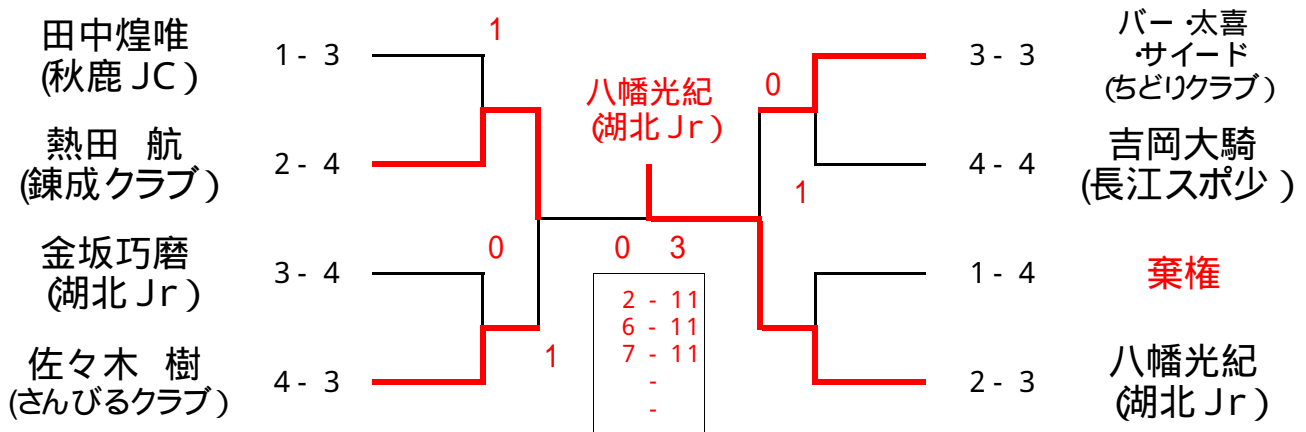 田中煌唯
(秋鹿JC)
1 - 3
熱田 航
(錬成クラブ)
2 - 4
金坂巧磨
(湖北Jr)
3 - 4
佐々木 樹
(さんびるクラブ)
4 - 3
1
0
1
八幡光紀
(湖北Jr)
0 3
2 - 11
6 - 11
7 - 11
-
-
0
1
3 - 3
バー・太喜
・サイード
(ちどりクラブ)
4 - 4
吉岡大騎
(長江スポ少)
1 - 4
棄権
2 - 3
八幡光紀
(湖北Jr)